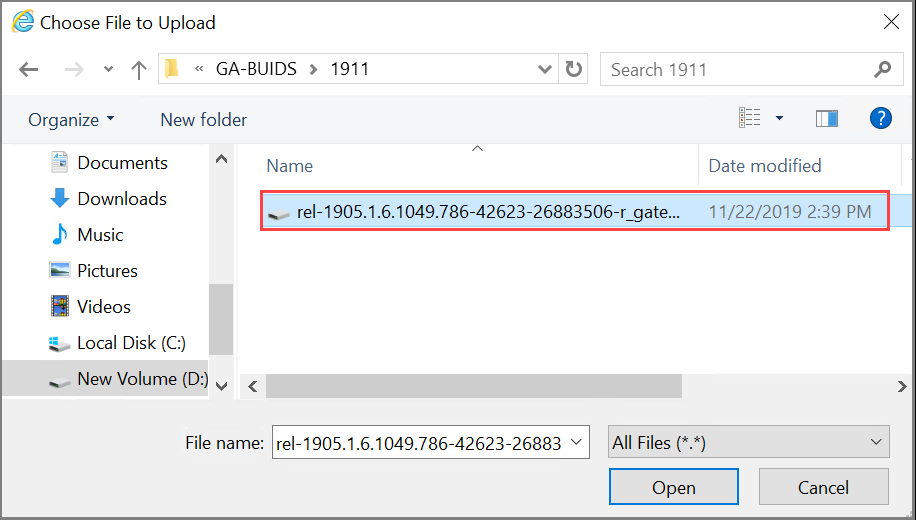 Choose File to Upload
« GA-BUIDS > 1911
Search 1911
Organize
New folder
?
Name
Date modified
Documents
Downloads
Music
Pictures
Videos
Local Disk (C:)
New Volume (D:)
rel-1905.1.6.1049.786-42623-26883506-r_gate... 11/22/2019 2:39 PM
File name: rel-1905.1.6.1049.786-42623-26883
All Files (*.*)
Open
Cancel